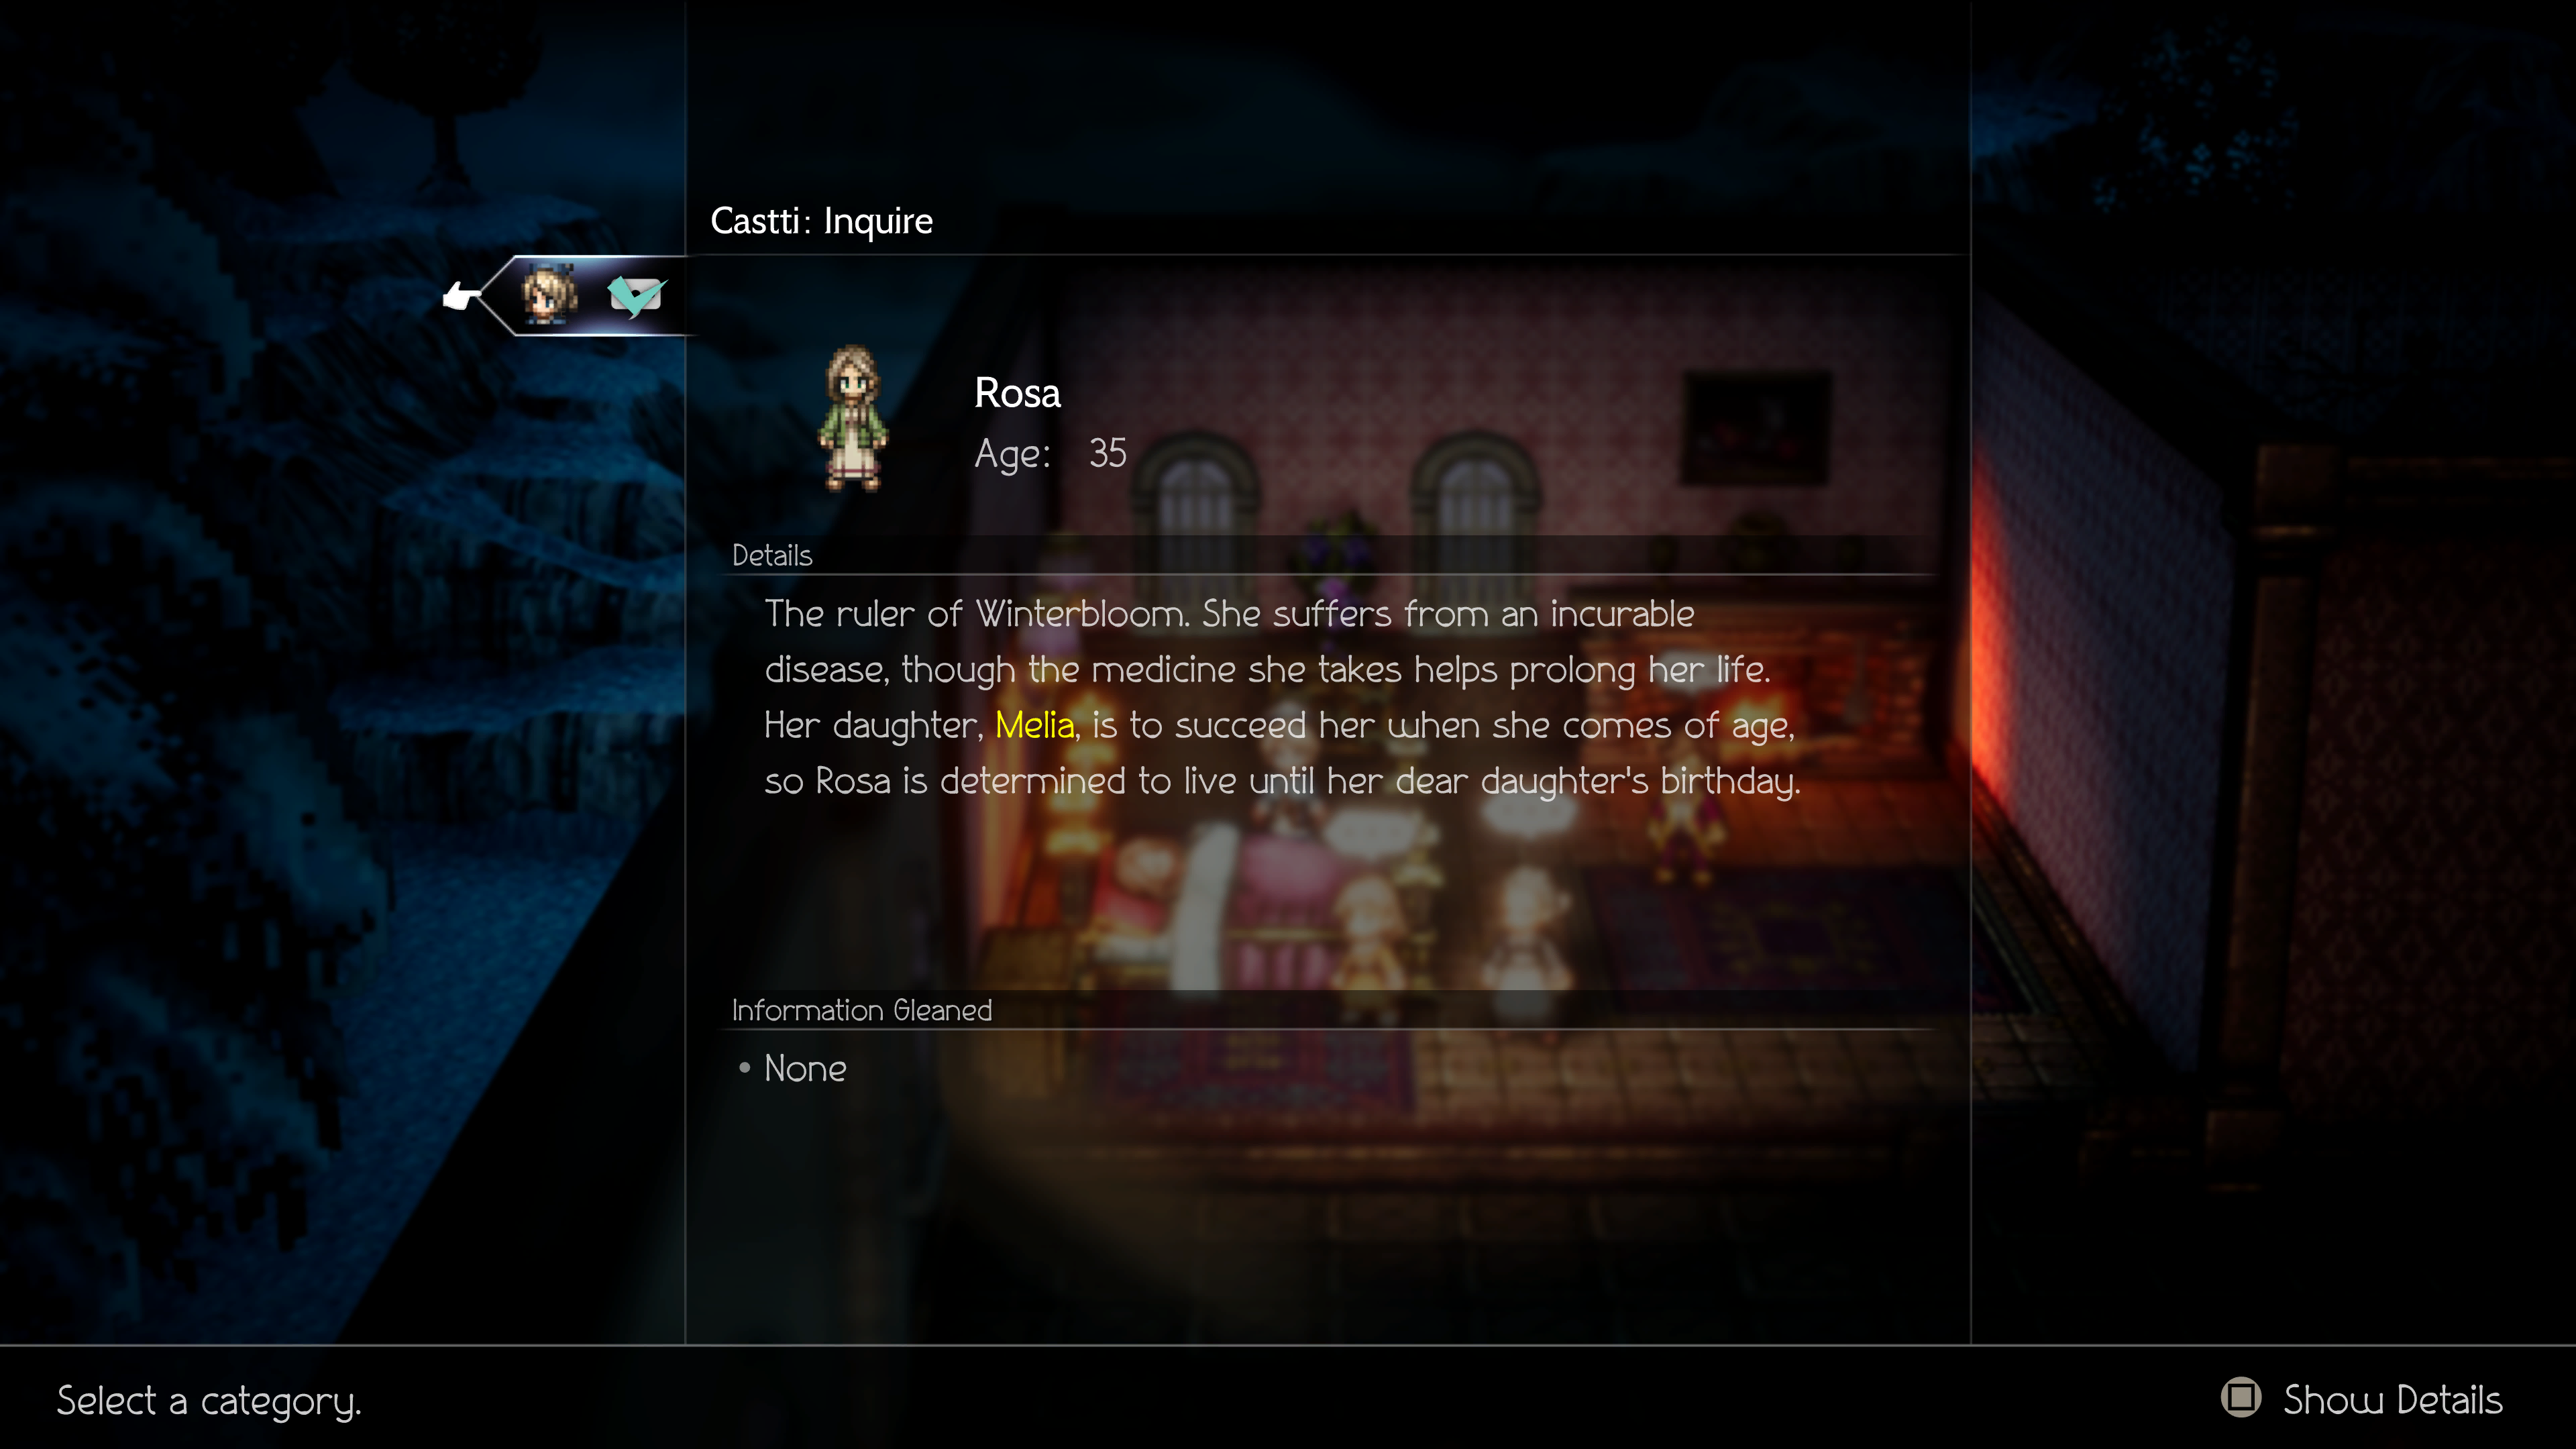 Castti: Inquire
Rosa
Age: 35
Details
The ruler of Winterbloom. She suffers from an incurable
disease, though the medicine she takes helps prolong her life.
Her daughter, Melia, is to succeed her when she comes of age,
so Rosa is determined to live until her dear daughter's birthday.
Information Gleaned
• None
Select a category.
Show Details